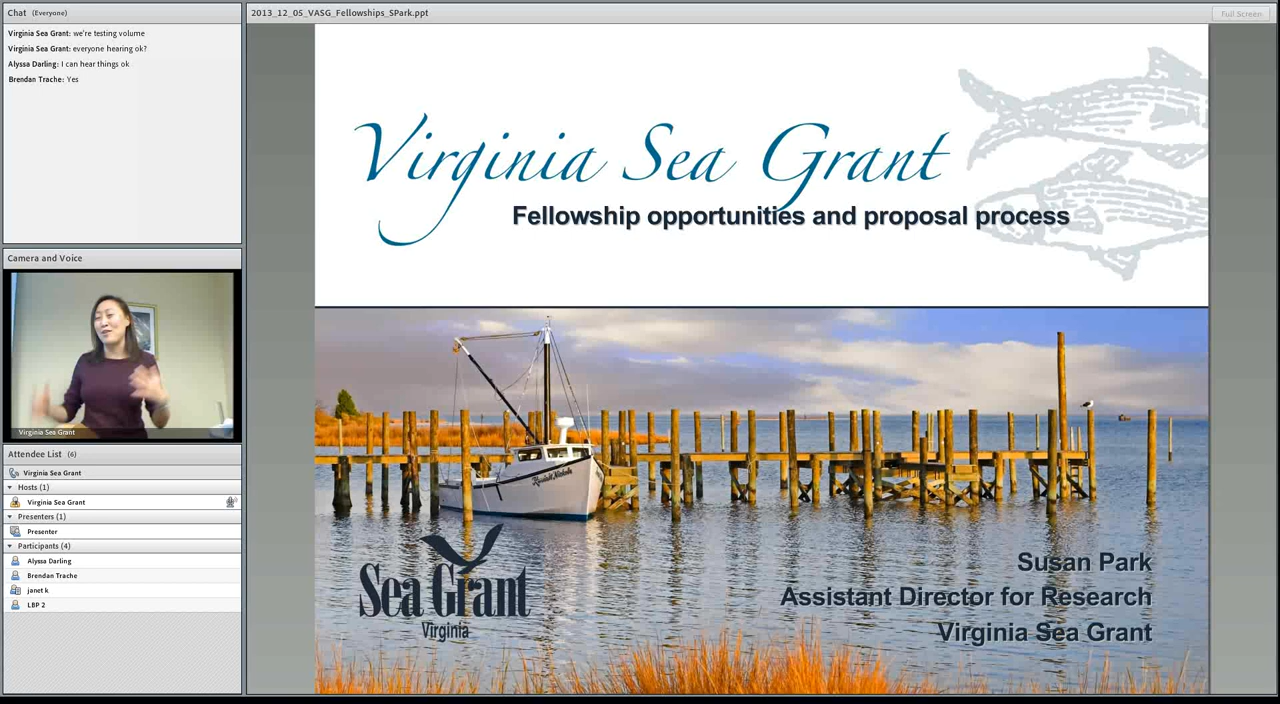 Chat (Everyone)
Virginia Sea Grant: we're testing volume
Virginia Sea Grant: everyone hearing ok?
Alyssa Darling: I can hear things ok
Brendan Trache: Yes
Camera and Voice
Virginia Sea Grant
Attendee List (6)
Virginia Sea Grant
Hosts (1)
Virginia Sea Grant
Presenters (1)
Presenter
Participants (4)
Alyssa Darling
Brendan Trache
janet k
LBP 2
2013_12_05_VASG_Fellowships_SPark.ppt
Full Screen
Virginia Sea Grant
Fellowship opportunities and proposal process
Sea Grant
Virginia
Susan Park
Assistant Director for Research
Virginia Sea Grant